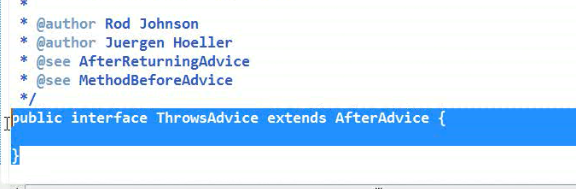 *
* @author Rod Johnson
* @author Juergen Hoeller
* @see AfterReturningAdvice
* @see MethodBeforeAdvice
*/
public interface ThrowsAdvice extends AfterAdvice {
}